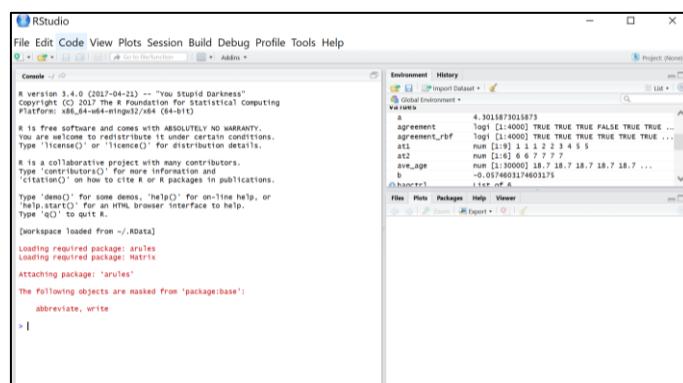 RStudio
File Edit Code View Plots Session Build Debug Profile Tools Help
Go to file/function Addins Project: (None)
Console ~/
R version 3.4.0 (2017-04-21) -- "You Stupid Darkness"
Copyright (C) 2017 The R Foundation for Statistical Computing
Platform: x86_64-w64-mingw32/x64 (64-bit)
R is free software and comes with ABSOLUTELY NO WARRANTY.
You are welcome to redistribute it under certain conditions.
Type 'license()' or 'licence()' for distribution details.
R is a collaborative project with many contributors.
Type 'contributors()' for more information and
'citation()' on how to cite R or R packages in publications.
Type 'demo()' for some demos, 'help()' for on-line help, or
'help.start()' for an HTML browser interface to help.
Type 'q()' to quit R.
[Workspace loaded from ~/.RData]
Loading required package: arules
Loading required package: Matrix
Attaching package: 'arules'
The following objects are masked from 'package:base':
abbreviate, write
>
Environment History
Import Dataset List
Global Environment
Values
a 4.3015873015873
agreement logi [1:4000] TRUE TRUE TRUE FALSE TRUE TRUE ...
agreement_rbf logi [1:4000] TRUE TRUE TRUE TRUE TRUE TRUE ...
at1 num [1:9] 1 1 1 2 2 3 4 5 5
at2 num [1:6] 6 6 7 7 7 7
ave_age num [1:30000] 18.7 18.7 18.7 18.7 18.7 ...
b -0.0574603174603175
List of 6
Files Plots Packages Help Viewer
Zoom Export